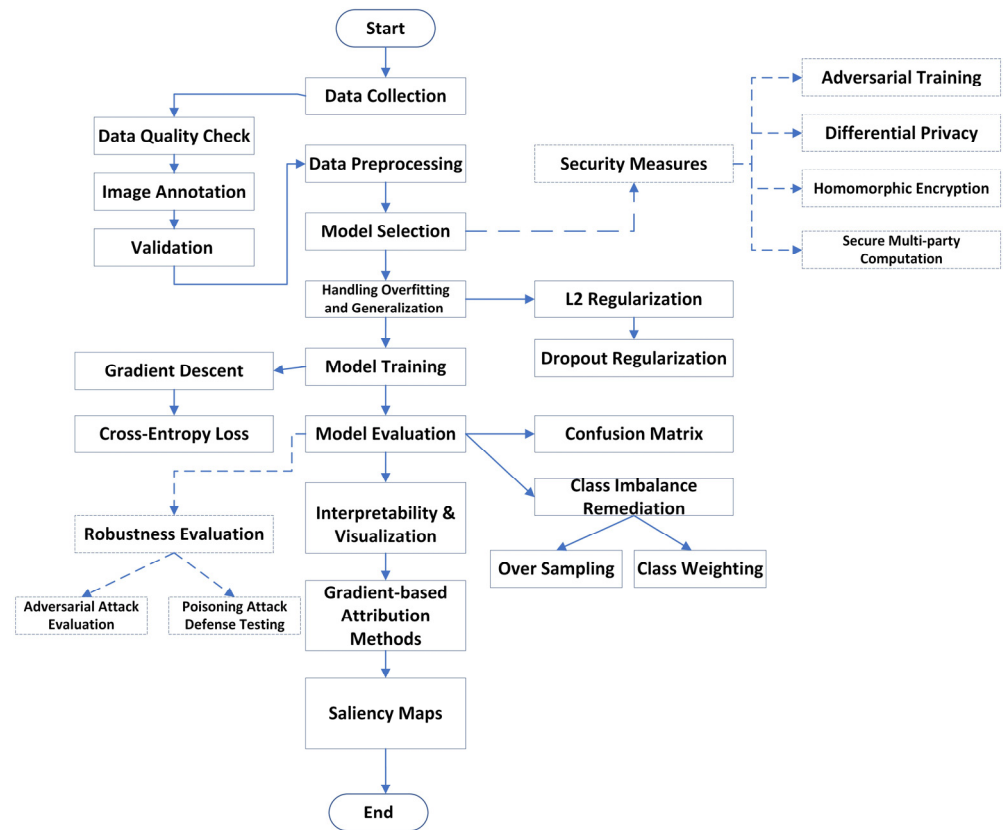 Start
Data Collection
Data Quality Check
Image Annotation
Validation
Data Preprocessing
Model Selection
Security Measures
Adversarial Training
Differential Privacy
Homomorphic Encryption
Secure Multi-party
Computation
Handling Overfitting
and Generalization
L2 Regularization
Dropout Regularization
Model Training
Gradient Descent
Cross-Entropy Loss
Model Evaluation
Confusion Matrix
Class Imbalance
Remediation
Over Sampling
Class Weighting
Robustness Evaluation
Adversarial Attack
Evaluation
Poisoning Attack
Defense Testing
Interpretability &
Visualization
Gradient-based
Attribution
Methods
Saliency Maps
End